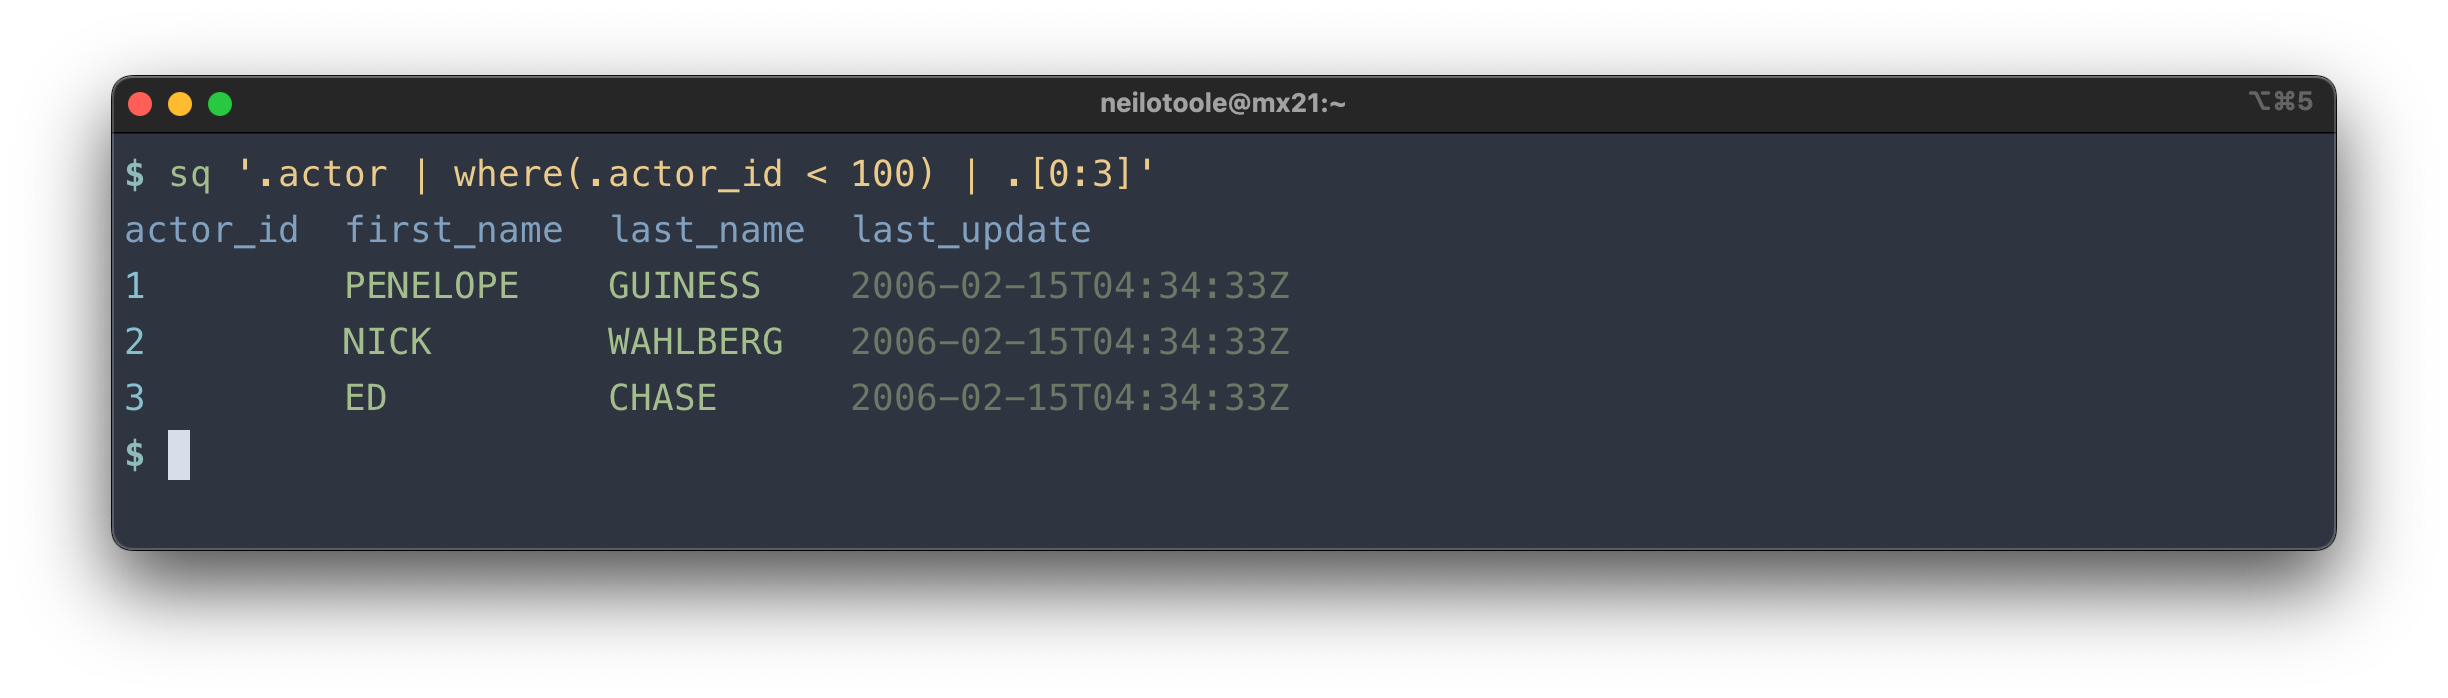 neilotoole@mx21:~
⌥⌘5
$ sq '.actor | where(.actor_id < 100) | .[0:3]'
actor_id  first_name  last_name  last_update
1         PENELOPE    GUINESS    2006-02-15T04:34:33Z
2         NICK        WAHLBERG   2006-02-15T04:34:33Z
3         ED          CHASE      2006-02-15T04:34:33Z
$